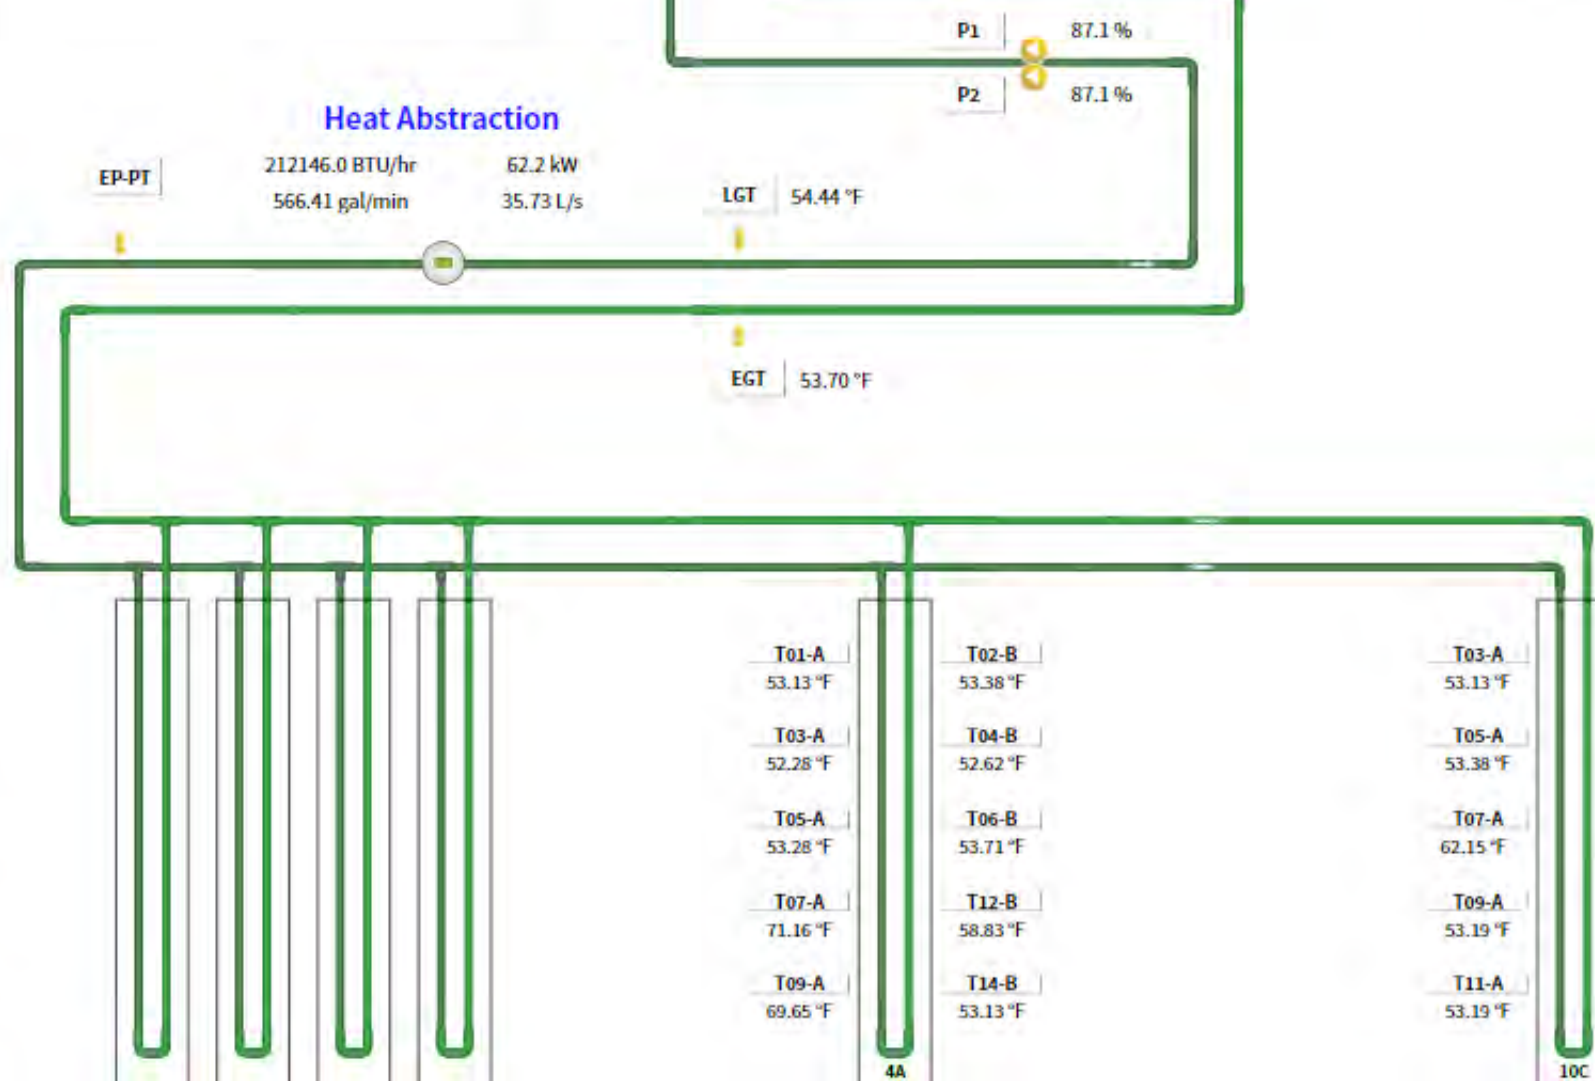 P1 87.1 %
P2 87.1 %
Heat Abstraction
EP-PT 212146.0 BTU/hr 62.2 kW
566.41 gal/min 35.73 L/s
LGT 54.44 °F
EGT 53.70 °F
T01-A T02-B T03-A
53.13 °F 53.38 °F 53.13 °F
T03-A T04-B T05-A
52.28 °F 52.62 °F 53.38 °F
T05-A T06-B T07-A
53.28 °F 53.71 °F 62.15 °F
T07-A T12-B T09-A
71.16 °F 58.83 °F 53.19 °F
T09-A T14-B T11-A
69.65 °F 53.13 °F 53.19 °F
4A 10C